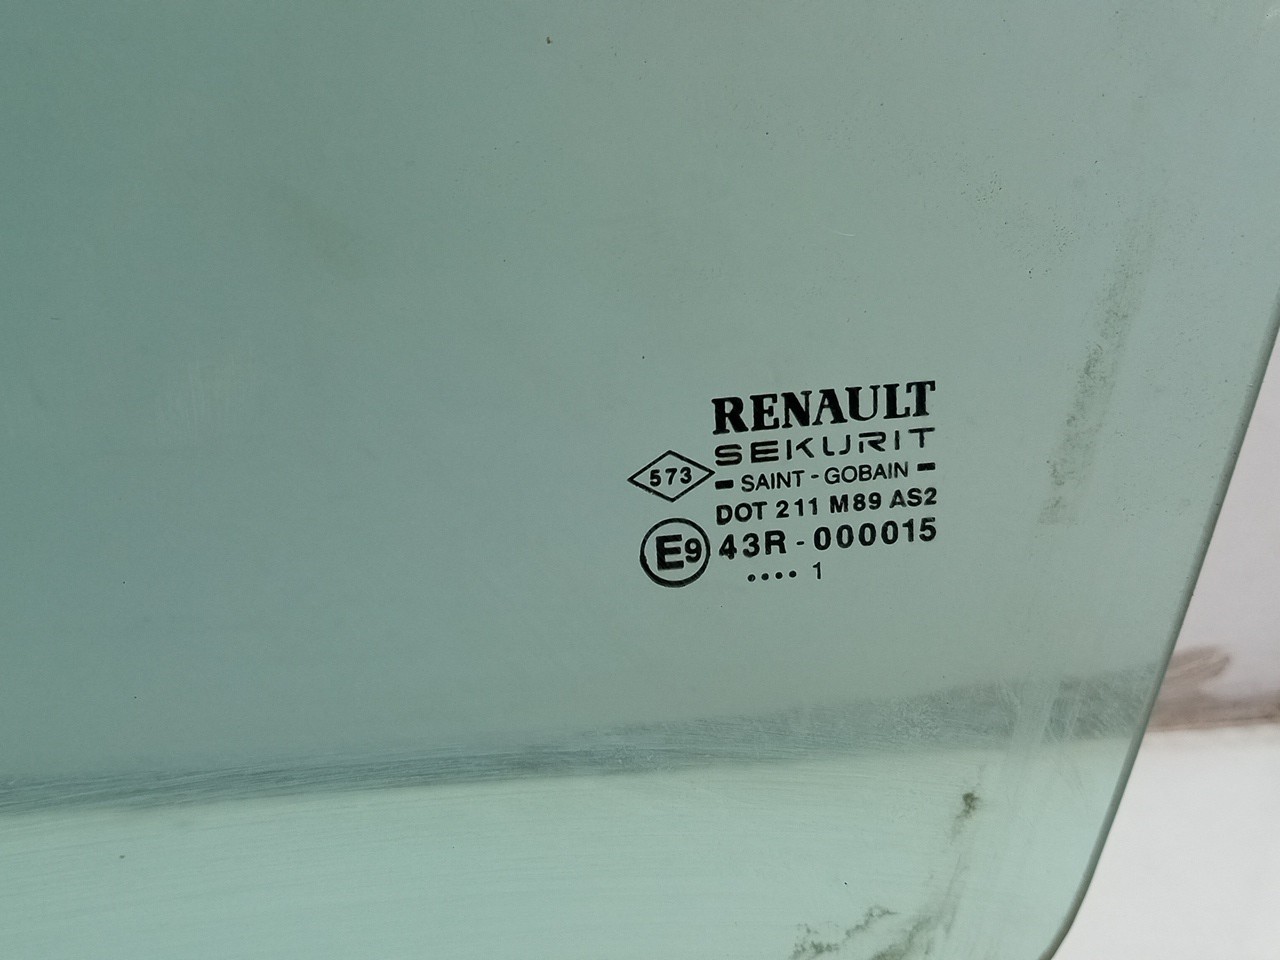 RENAULT
SEKURIT
573
SAINT - GOBAIN
DOT 211 M89 AS2
E9 43R - 000015
.... 1